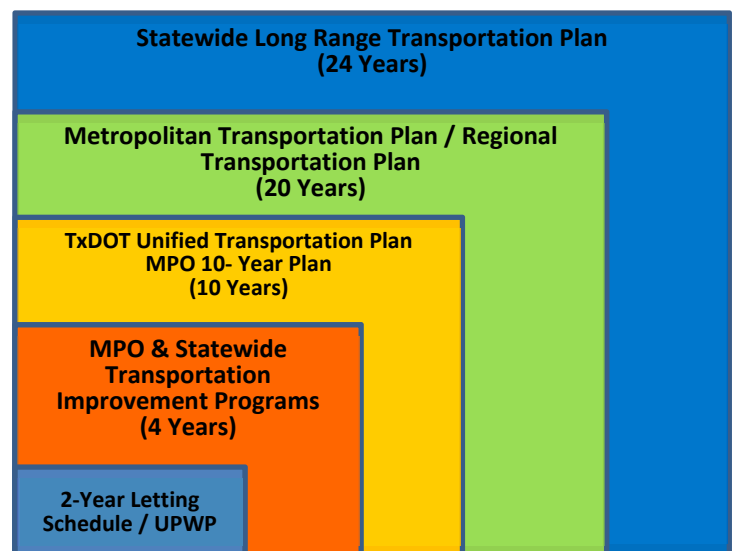 Statewide Long Range Transportation Plan
(24 Years)
Metropolitan Transportation Plan / Regional
Transportation Plan
(20 Years)
TxDOT Unified Transportation Plan
MPO 10- Year Plan
(10 Years)
MPO & Statewide
Transportation
Improvement Programs
(4 Years)
2-Year Letting
Schedule / UPWP